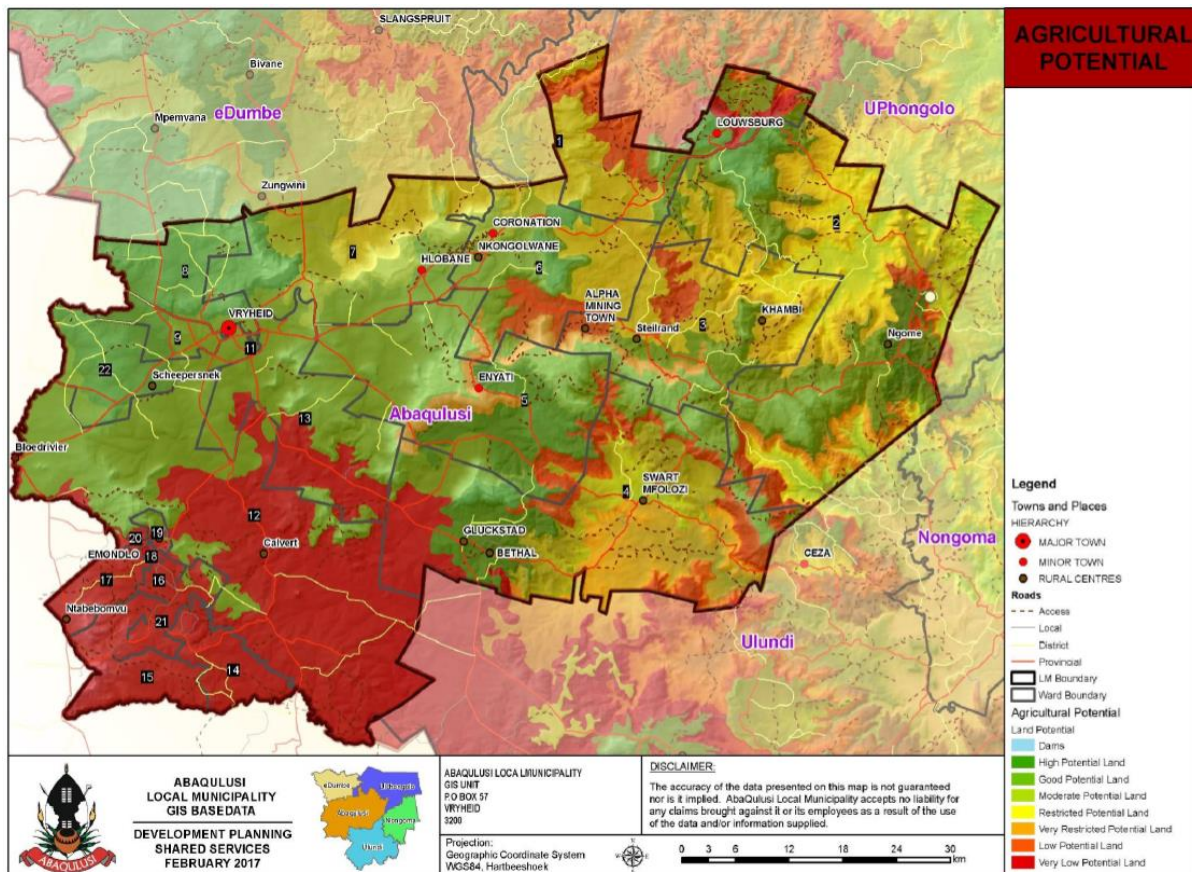 AGRICULTURAL
POTENTIAL
SLANGSPRUIT
Bivane
Mpemvana
eDumbe
UPhongolo
LOUWSBURG
1
Zungwini
2
CORONATION
7
NKONGOLWANE
8
HLOBANE
6
ALPHA
MINING
TOWN
KHAMBI
VRYHEID
3
Steilrand
Ngome
9
11
22
Scheepersnek
ENYATI
5
13
Abaqulusi
Bloedrivier
SWART
MFOLOZI
4
12
19
20
GLUCKSTAD
Nongoma
EMONDLO
18
Calvert
BETHAL
CEZA
17
16
Ntabebomvu
21
Ulundi
15
14
Legend
Towns and Places
HIERARCHY
MAJOR TOWN
MINOR TOWN
RURAL CENTRES
Roads
Access
Local
District
Provincial
LM Boundary
Ward Boundary
Agricultural Potential
Land Potential
Dams
High Potential Land
Good Potential Land
Moderate Potential Land
Restricted Potential Land
Very Restricted Potential Land
Low Potential Land
Very Low Potential Land
ABAQULUSI
ABAQULUSI
LOCAL MUNICIPALITY
GIS BASEDATA
DEVELOPMENT PLANNING
SHARED SERVICES
FEBRUARY 2017
eDumbe
UPhongolo
Abaqulusi
Nongoma
Ulundi
ABAQULUSI LOCA LMUNICIPALITY
GIS UNIT
P.O BOX 57
VRYHEID
3200
Projection:
Geographic Coordinate System
WGS84, Hartbeeshoek
DISCLAIMER:
The accuracy of the data presented on this map is not guaranteed
nor is it implied. AbaQulusi Local Municipality accepts no liability for
any claims brought against it or its employees as a result of the use
of the data and/or information supplied.
0 3 6 12 18 24 30
km